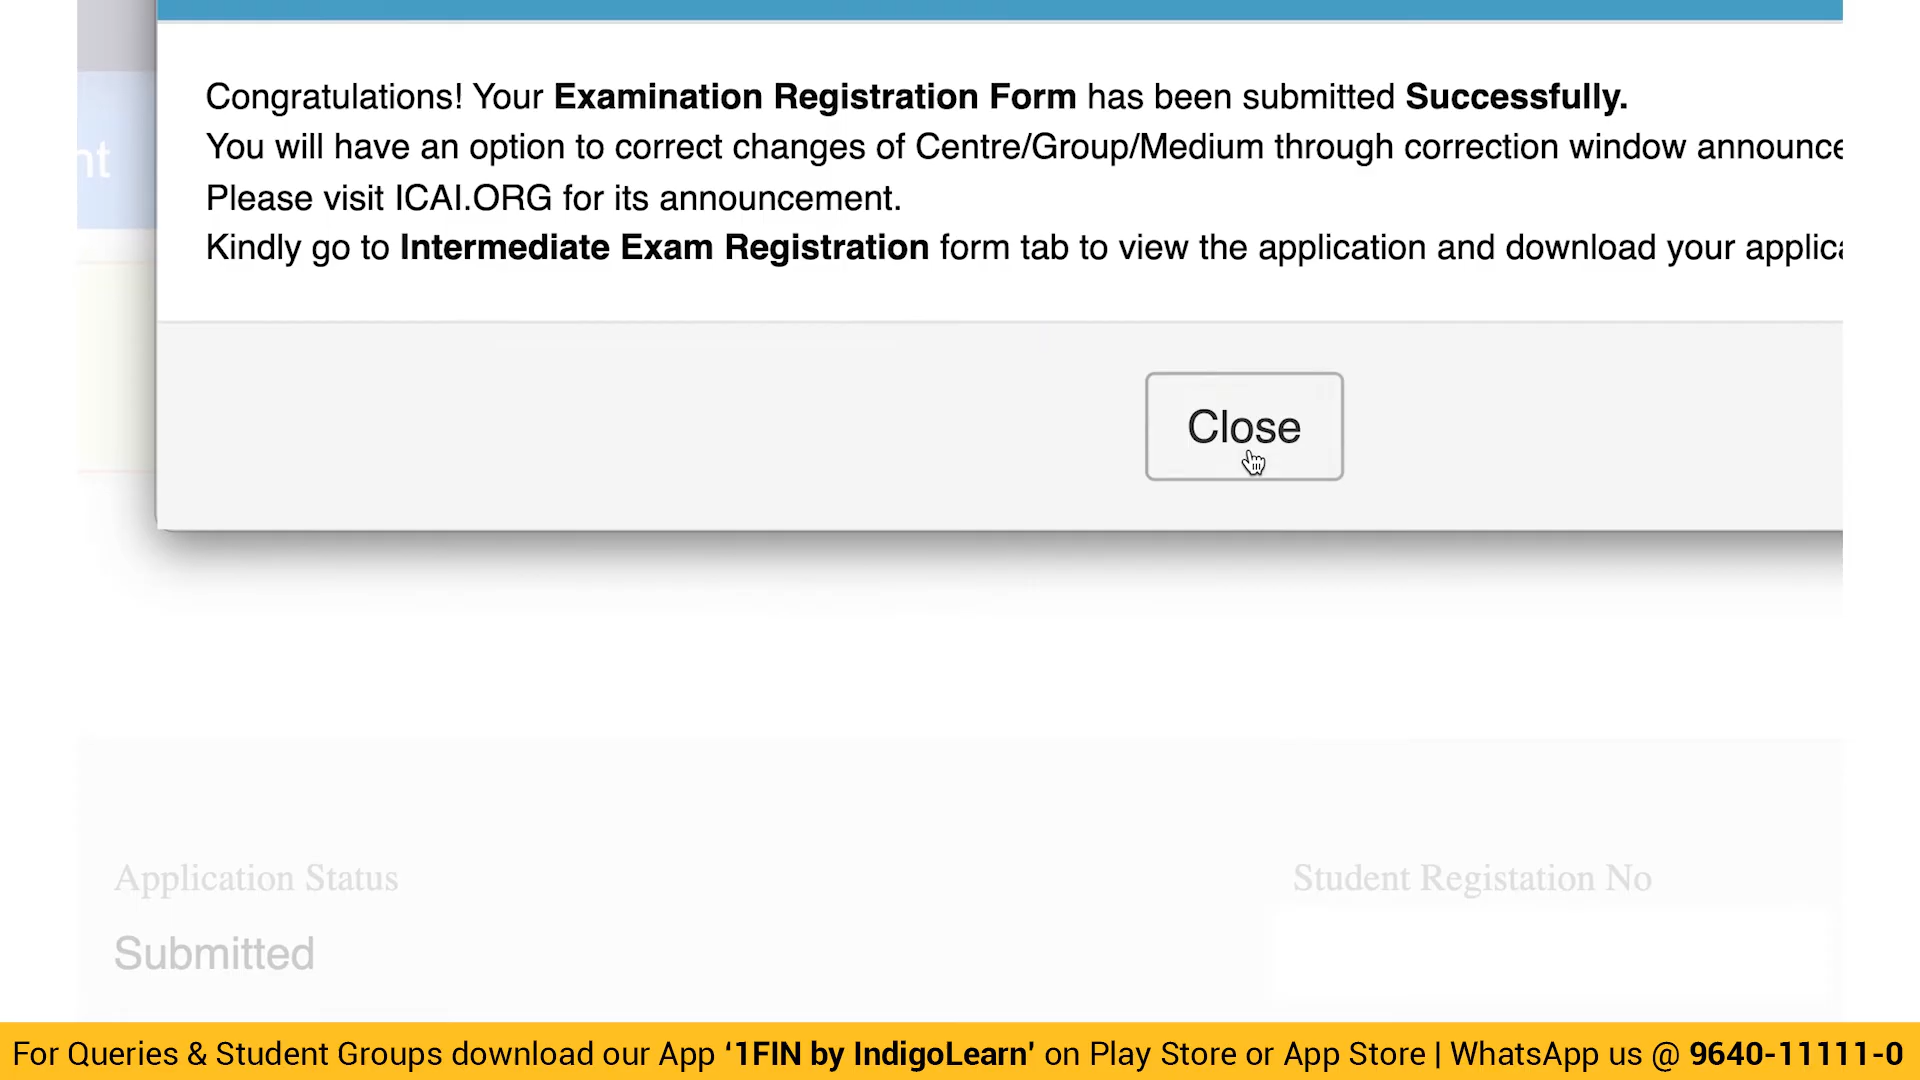 Congratulations! Your Examination Registration Form has been submitted Successfully.
nt
You will have an option to correct changes of Centre/Group/Medium through correction window announce
Please visit ICAI.ORG for its announcement.
Kindly go to Intermediate Exam Registration form tab to view the application and download your applica
Close
Application Status
Student Registation No
Submitted
For Queries & Student Groups download our App ‘1FIN by IndigoLearn' on Play Store or App Store | WhatsApp us @ 9640-11111-0